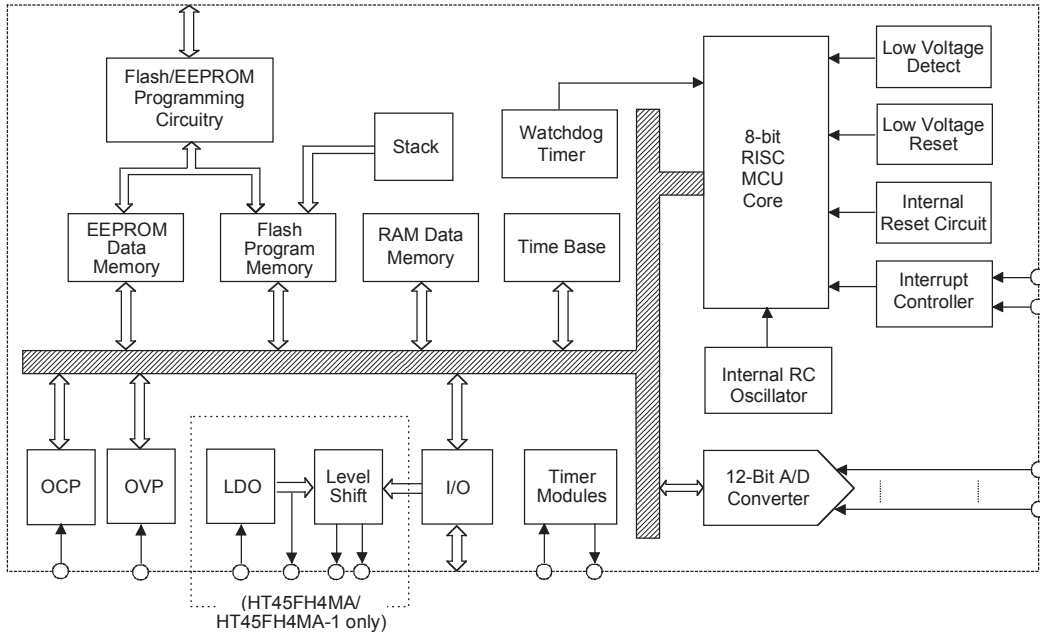 Flash/EEPROM
Programming
Circuitry
Stack
Watchdog
Timer
8-bit
RISC
MCU
Core
Low Voltage
Detect
Low Voltage
Reset
Internal
Reset Circuit
Interrupt
Controller
EEPROM
Data
Memory
Flash
Program
Memory
RAM Data
Memory
Time Base
Internal RC
Oscillator
OCP
OVP
LDO
Level
Shift
I/O
Timer
Modules
12-Bit A/D
Converter
(HT45FH4MA/
HT45FH4MA-1 only)